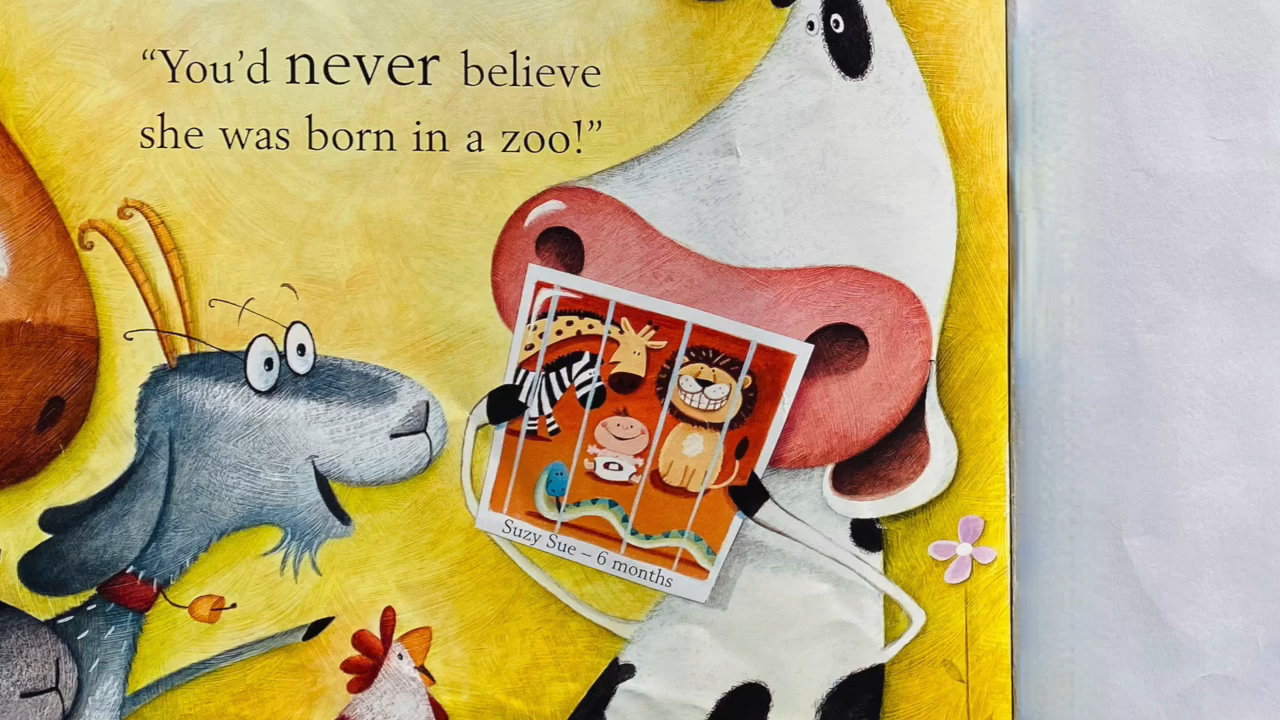 “You’d never believe
she was born in a zoo!”
Suzy Sue – 6 months